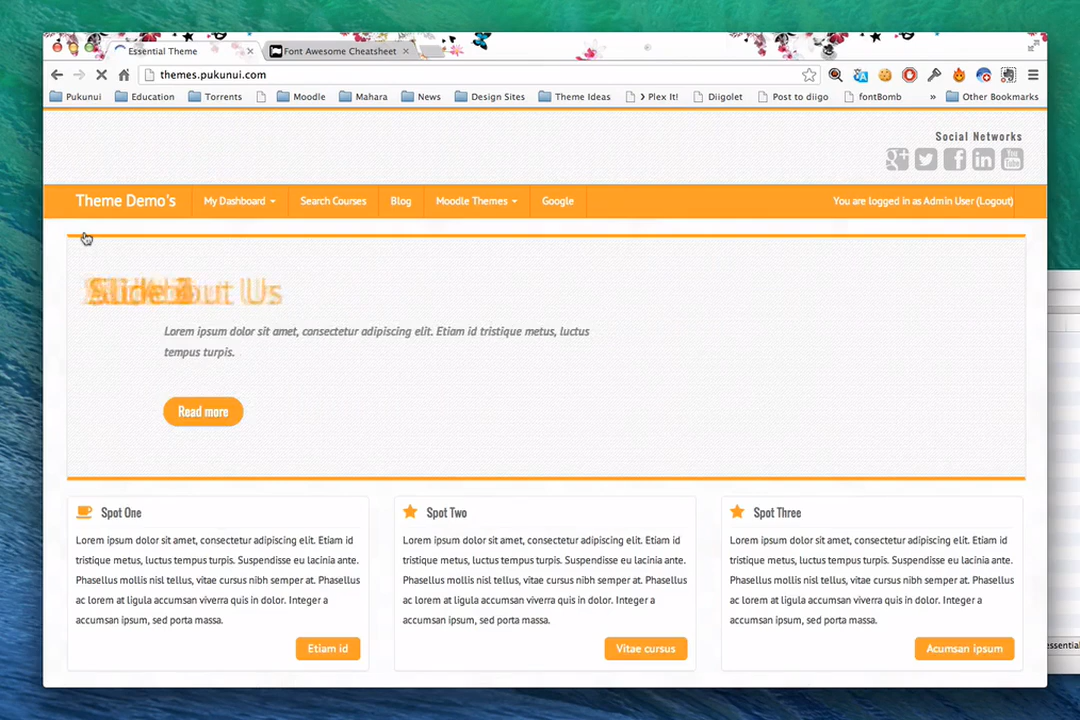 Essential Theme
Font Awesome Cheatsheet
themes.pukunui.com
Pukunui Education Torrents Moodle Mahara News Design Sites Theme Ideas > Plex It! Diigolet Post to diigo fontBomb » Other Bookmarks
Social Networks
g+ f in You Tube
Theme Demo's My Dashboard Search Courses Blog Moodle Themes Google You are logged in as Admin User (Logout)
Lorem ipsum dolor sit amet, consectetur adipiscing elit. Etiam id tristique metus, luctus
tempus turpis.
Read more
Spot One
Lorem ipsum dolor sit amet, consectetur adipiscing elit. Etiam id
tristique metus, luctus tempus turpis. Suspendisse eu lacinia ante.
Phasellus mollis nisl tellus, vitae cursus nibh semper at. Phasellus
ac lorem at ligula accumsan viverra quis in dolor. Integer a
accumsan ipsum, sed porta massa.
Etiam id
Spot Two
Lorem ipsum dolor sit amet, consectetur adipiscing elit. Etiam id
tristique metus, luctus tempus turpis. Suspendisse eu lacinia ante.
Phasellus mollis nisl tellus, vitae cursus nibh semper at. Phasellus
ac lorem at ligula accumsan viverra quis in dolor. Integer a
accumsan ipsum, sed porta massa.
Vitae cursus
Spot Three
Lorem ipsum dolor sit amet, consectetur adipiscing elit. Etiam id
tristique metus, luctus tempus turpis. Suspendisse eu lacinia ante.
Phasellus mollis nisl tellus, vitae cursus nibh semper at. Phasellus
ac lorem at ligula accumsan viverra quis in dolor. Integer a
accumsan ipsum, sed porta massa.
Acumsan ipsum